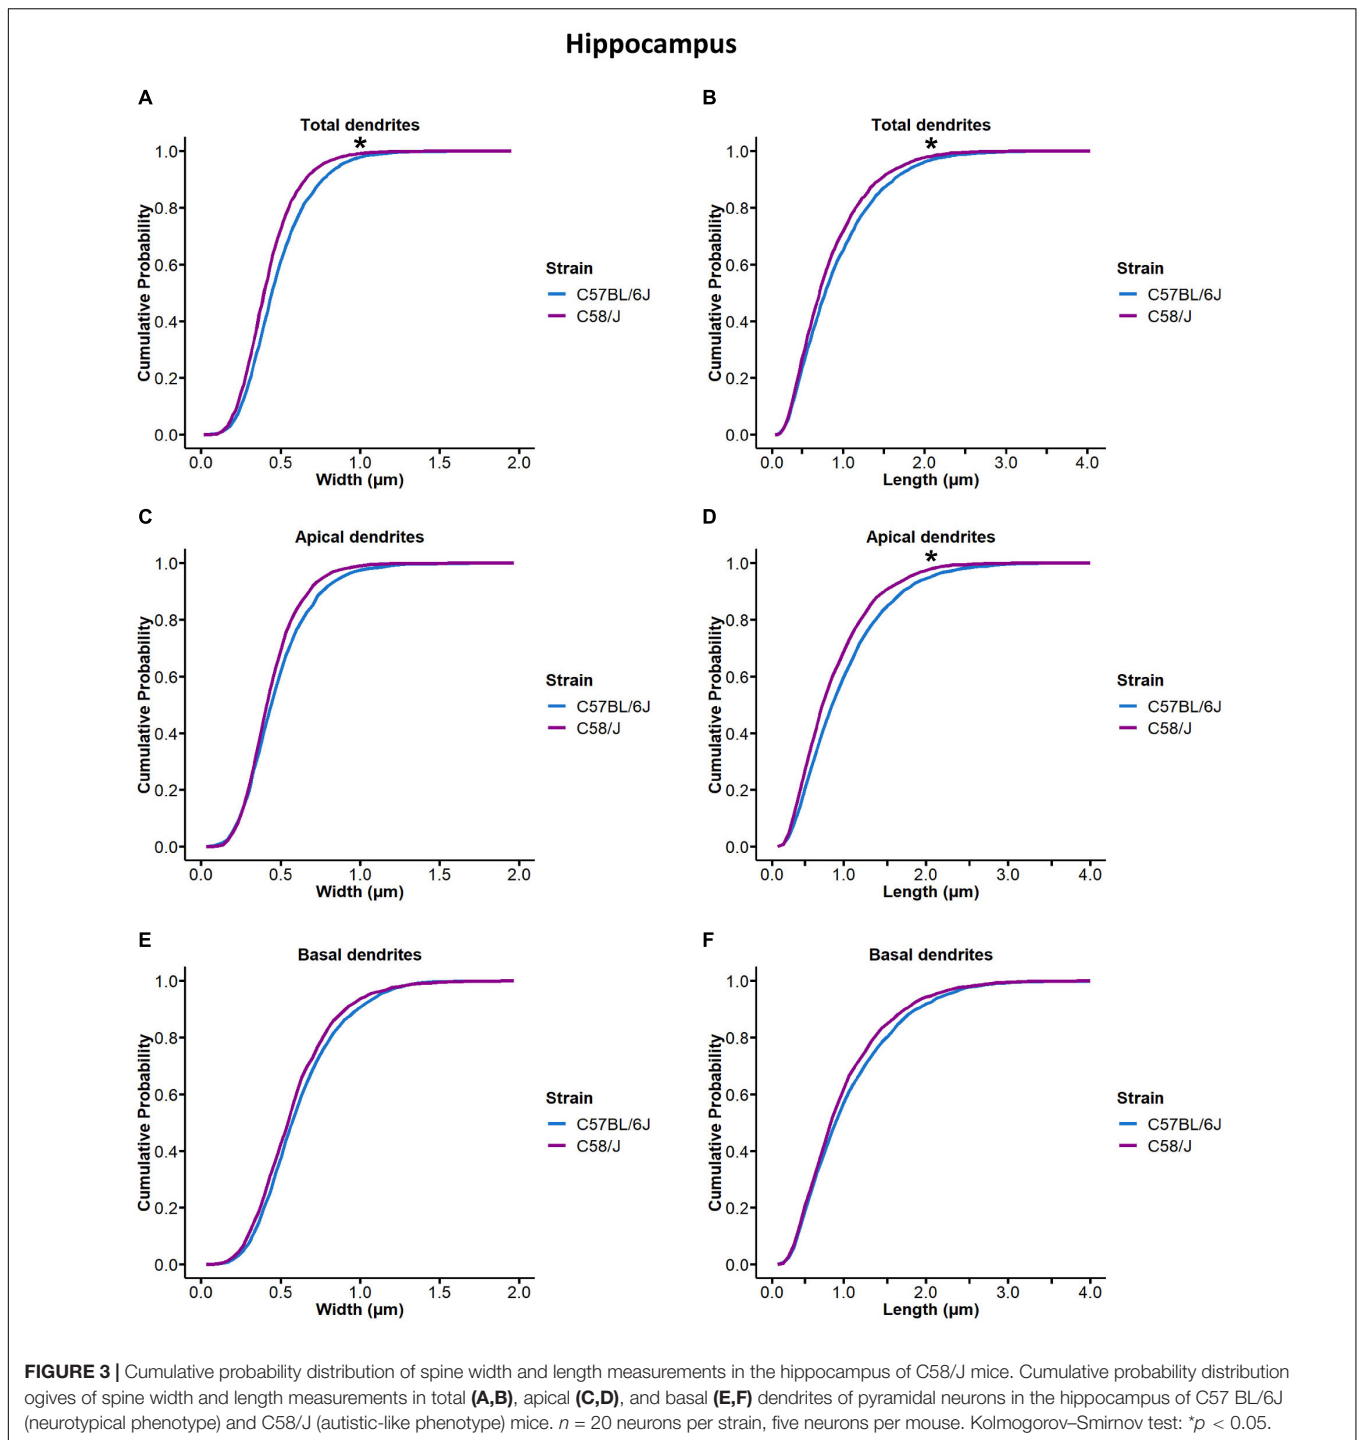 Hippocampus
A
Total dendrites
*
1.0
0.8
0.6
0.4
0.2
0.0
Cumulative Probability
0.0 0.5 1.0 1.5 2.0
Width (µm)
Strain
C57BL/6J
C58/J
B
Total dendrites
*
1.0
0.8
0.6
0.4
0.2
0.0
Cumulative Probability
0.0 1.0 2.0 3.0 4.0
Length (µm)
Strain
C57BL/6J
C58/J
C
Apical dendrites
1.0
0.8
0.6
0.4
0.2
0.0
Cumulative Probability
0.0 0.5 1.0 1.5 2.0
Width (µm)
Strain
C57BL/6J
C58/J
D
Apical dendrites
*
1.0
0.8
0.6
0.4
0.2
0.0
Cumulative Probability
0.0 1.0 2.0 3.0 4.0
Length (µm)
Strain
C57BL/6J
C58/J
E
Basal dendrites
1.0
0.8
0.6
0.4
0.2
0.0
Cumulative Probability
0.0 0.5 1.0 1.5 2.0
Width (µm)
Strain
C57BL/6J
C58/J
F
Basal dendrites
1.0
0.8
0.6
0.4
0.2
0.0
Cumulative Probability
0.0 1.0 2.0 3.0 4.0
Length (µm)
Strain
C57BL/6J
C58/J
FIGURE 3 | Cumulative probability distribution of spine width and length measurements in the hippocampus of C58/J mice. Cumulative probability distribution
ogives of spine width and length measurements in total (A,B), apical (C,D), and basal (E,F) dendrites of pyramidal neurons in the hippocampus of C57 BL/6J
(neurotypical phenotype) and C58/J (autistic-like phenotype) mice. n = 20 neurons per strain, five neurons per mouse. Kolmogorov–Smirnov test: *p < 0.05.